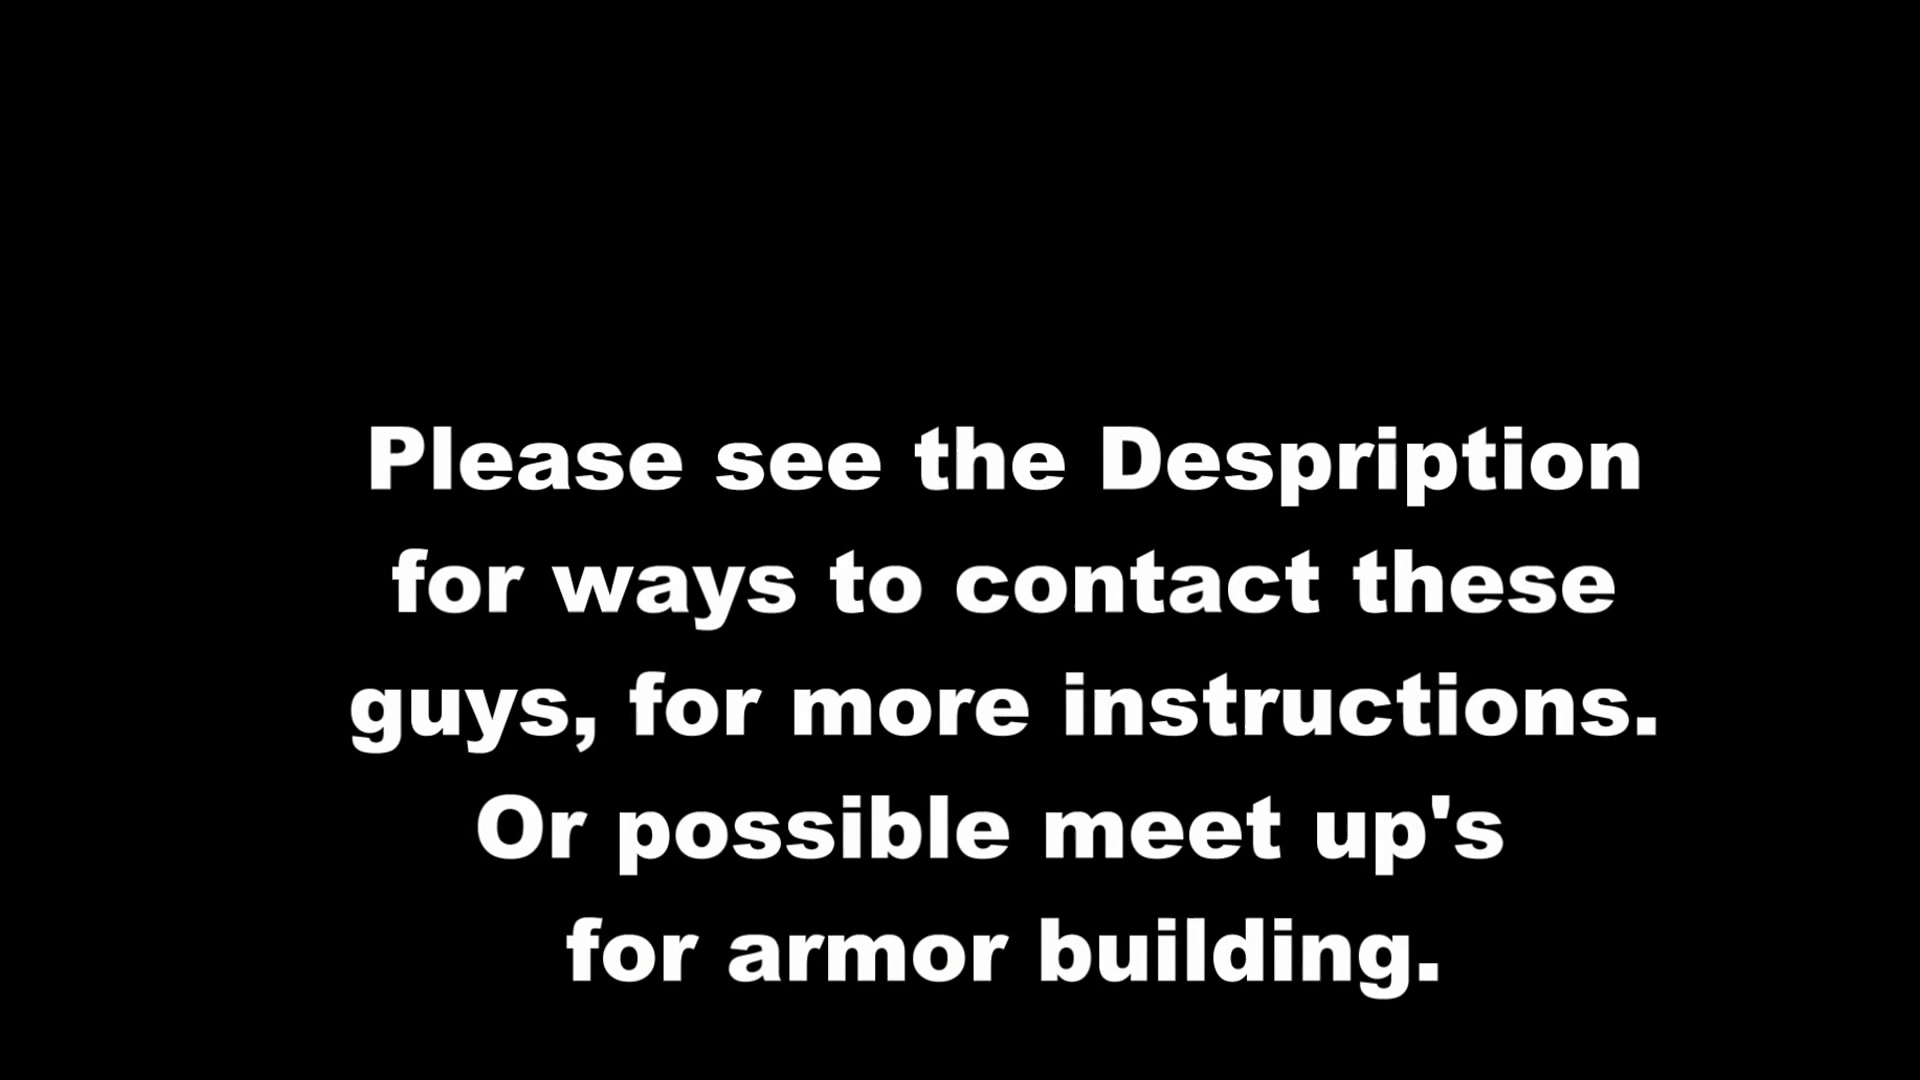 Please see the Despription
for ways to contact these
guys, for more instructions.
Or possible meet up's
for armor building.